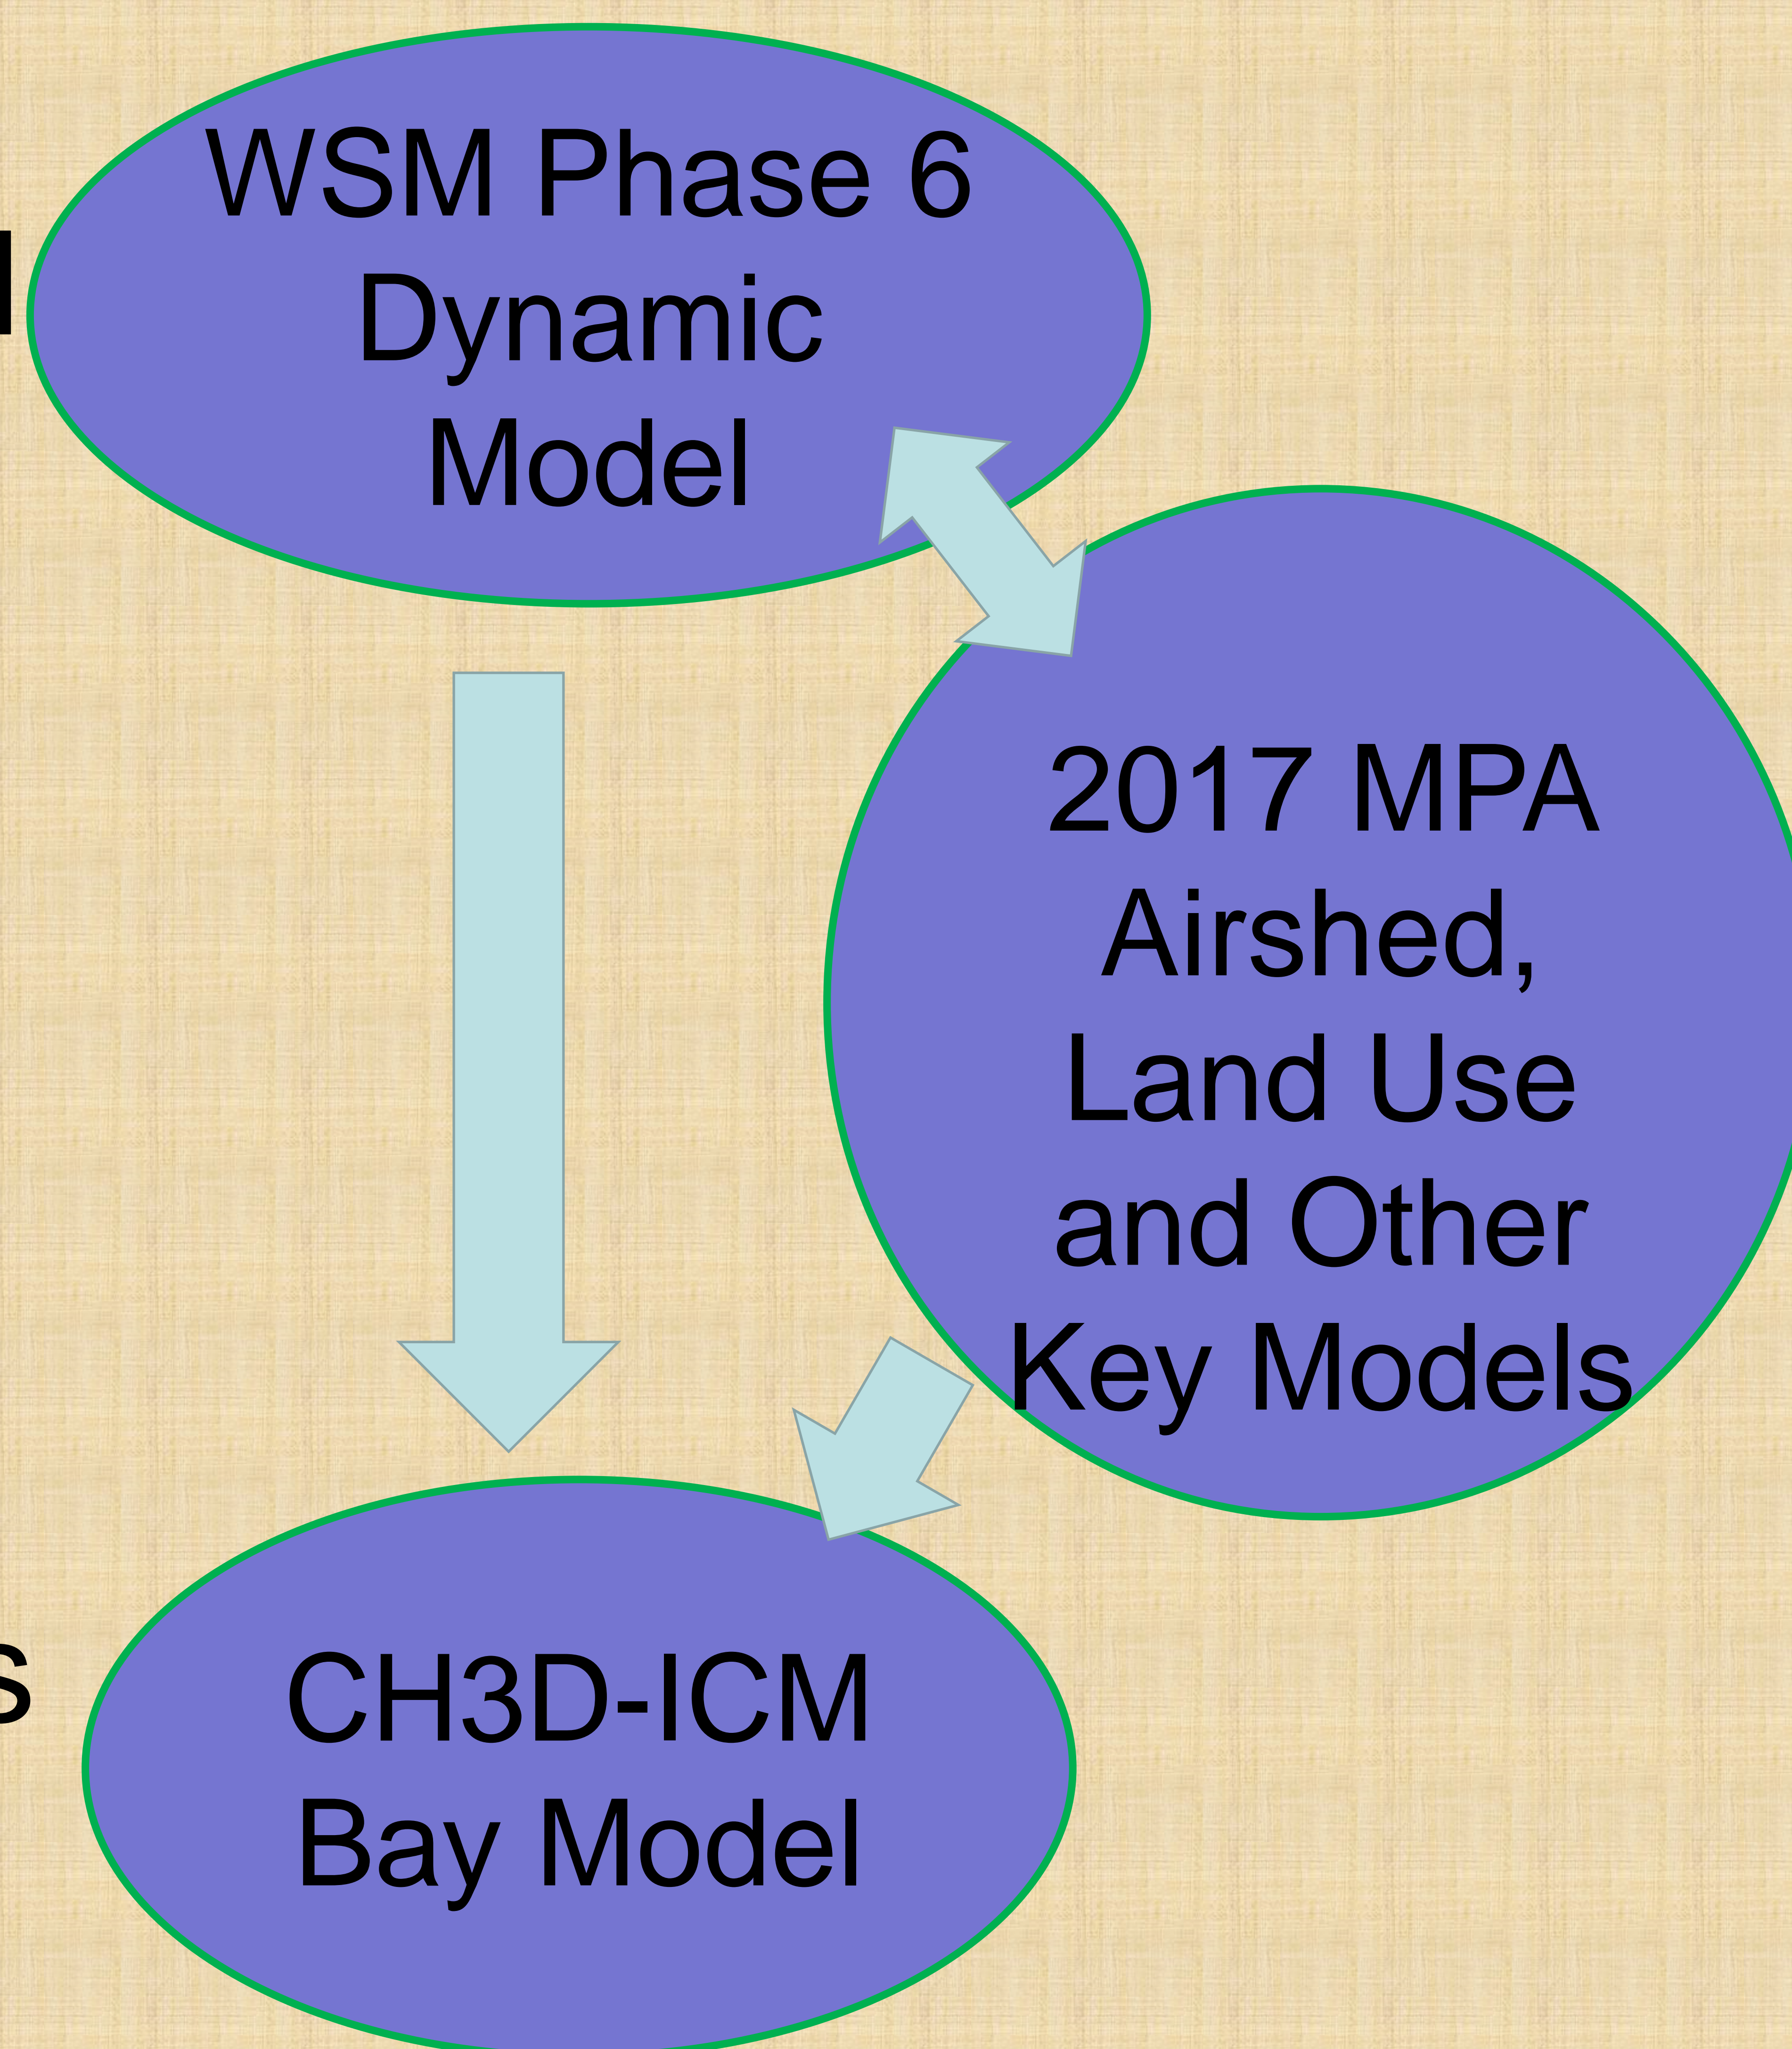 WSM Phase 6
Dynamic
Model
2017 MPA
Airshed,
Land Use
and Other
Key Models
s
CH3D-ICM
Bay Model